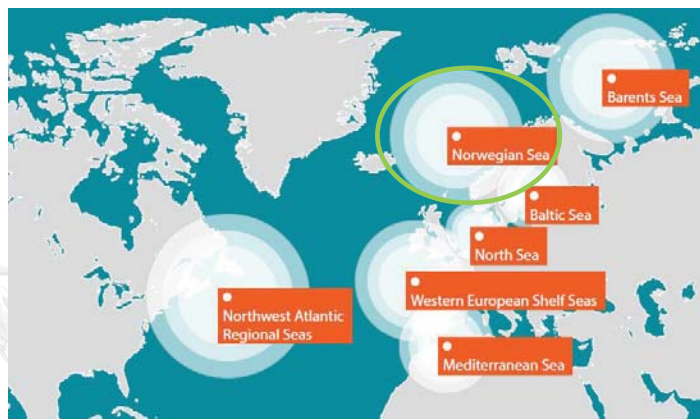 Barents Sea
Norwegian Sea
Baltic Sea
North Sea
Western European Shelf Seas
Northwest Atlantic
Regional Seas
Mediterranean Sea